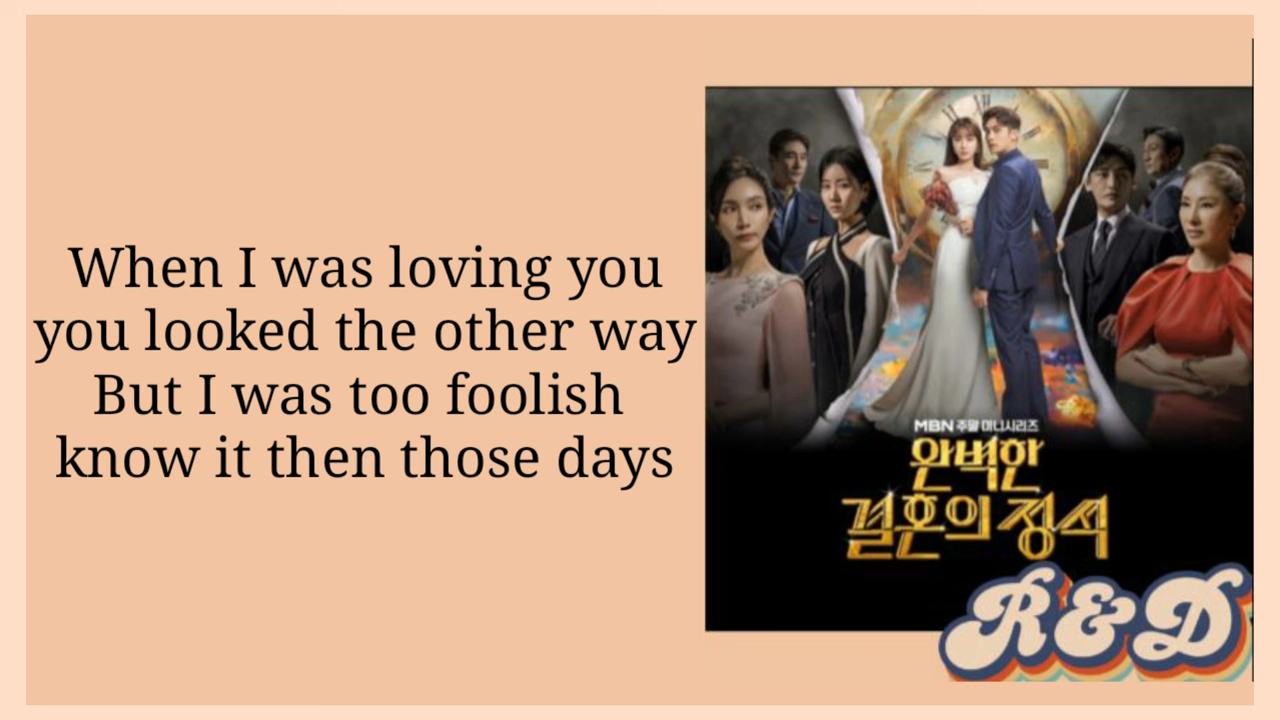 When I was loving you
you looked the other way
But I was too foolish
know it then those days
MBN 주말 미니시리즈
완벽한
결혼의 정석
R&D